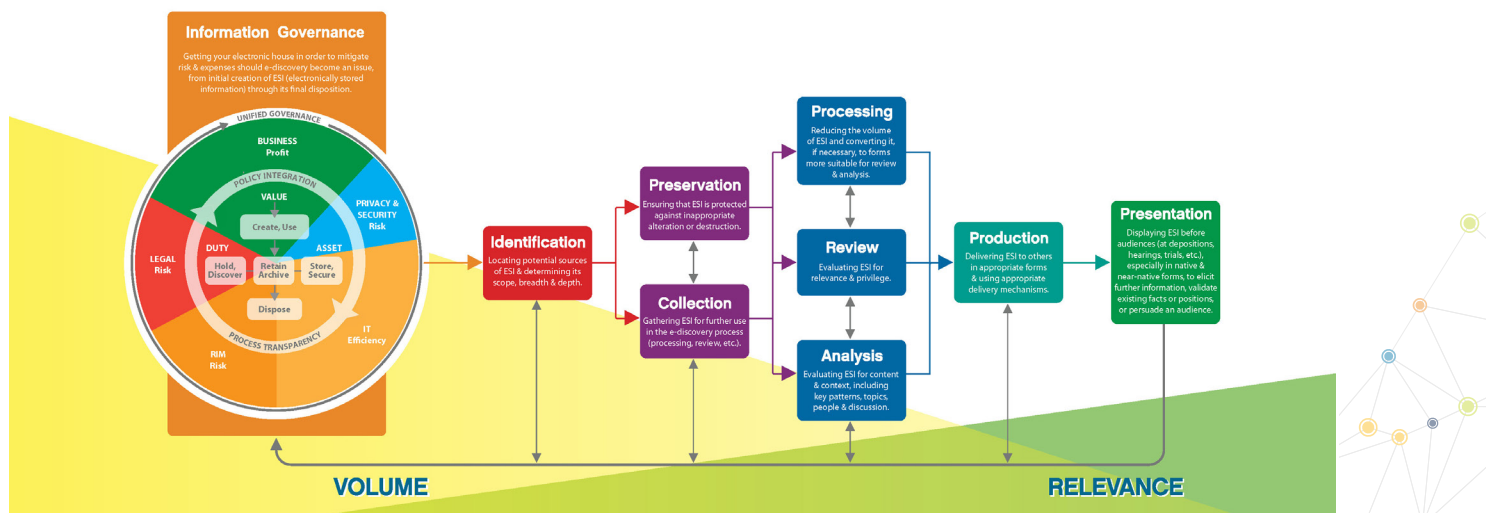 Information Governance
Getting your electronic house in order to mitigate
risk & expenses should e-discovery become an issue,
from initial creation of ESI (electronically stored
information) through its final disposition.
UNIFIED GOVERNANCE
BUSINESS
Profit
POLICY INTEGRATION
VALUE
Create, Use
PRIVACY &
SECURITY
Risk
DUTY
ASSET
LEGAL
Risk
Hold,
Discover
Retain
Archive
Store,
Secure
Dispose
PROCESS TRANSPARENCY
RIM
Risk
IT
Efficiency
Identification
Locating potential sources
of ESI & determining its
scope, breadth & depth.
Preservation
Ensuring that ESI is protected
against inappropriate
alteration or destruction.
Collection
Gathering ESI for further use
in the e-discovery process
(processing, review, etc.).
Processing
Reducing the volume
of ESI and converting it,
if necessary, to forms
more suitable for review
& analysis.
Review
Evaluating ESI for
relevance & privilege.
Analysis
Evaluating ESI for content
& context, including
key patterns, topics,
people & discussion.
Production
Delivering ESI to others
in appropriate forms
& using appropriate
delivery mechanisms.
Presentation
Displaying ESI before
audiences (at depositions,
hearings, trials, etc.),
especially in native &
near-native forms, to elicit
further information, validate
existing facts or positions,
or persuade an audience.
VOLUME
RELEVANCE